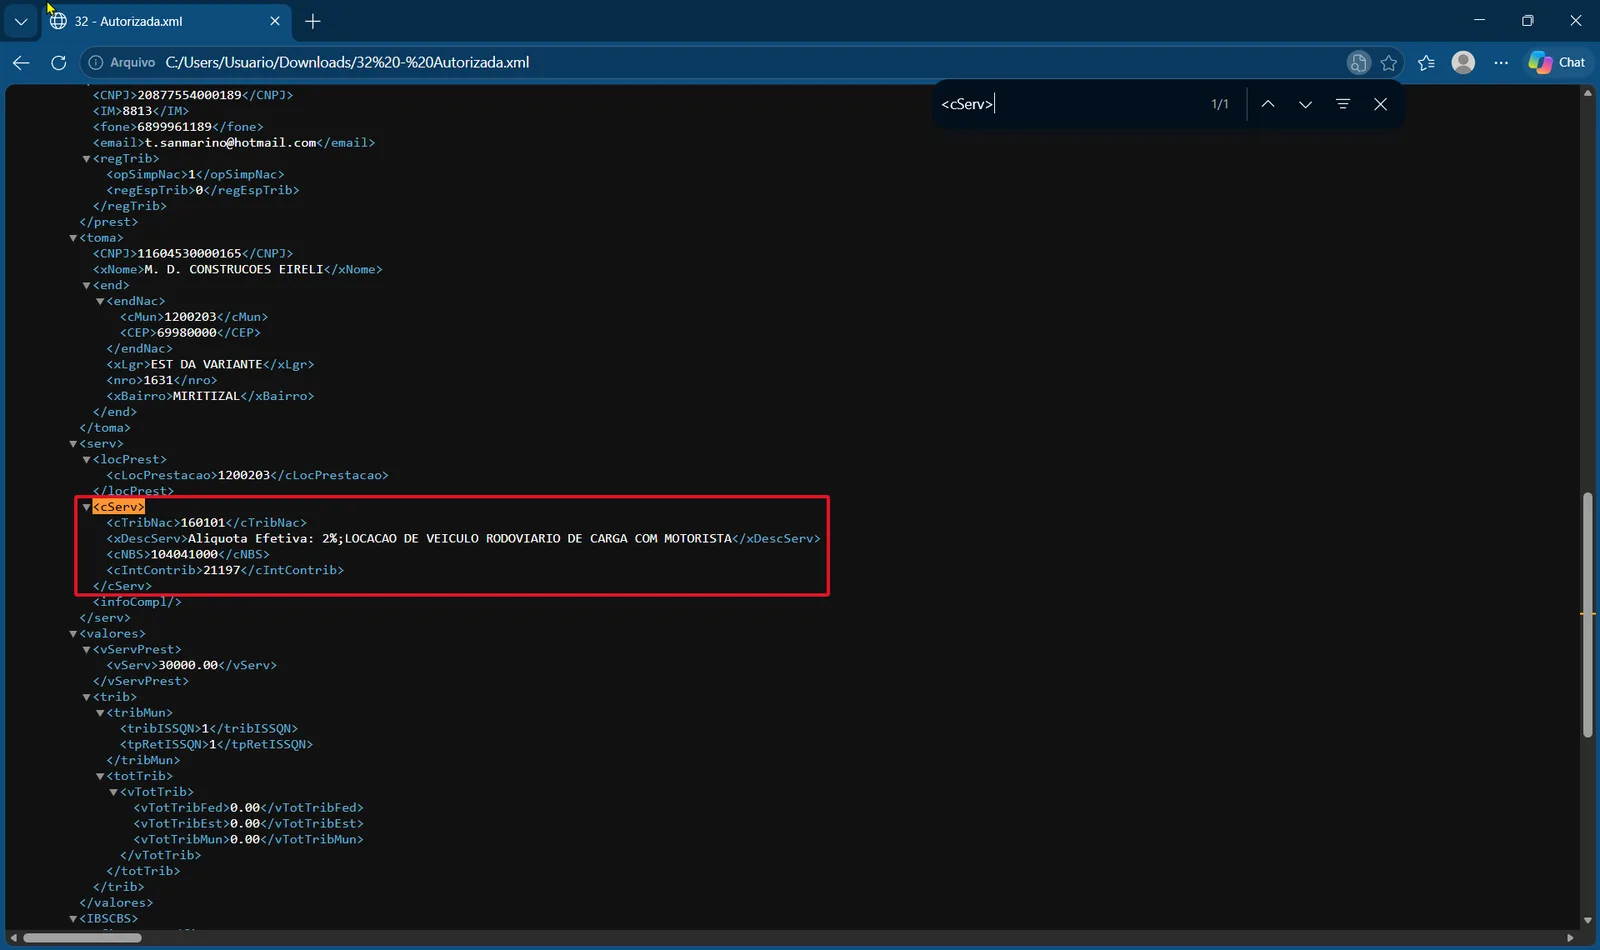 32 - Autorizada.xml
Arquivo C:/Users/Usuario/Downloads/32%20-%20Autorizada.xml
Chat
<cServ>
1/1
<CNPJ>20877554000189</CNPJ>
<IM>8813</IM>
<fone>6899961189</fone>
<email>t.sanmarino@hotmail.com</email>
<regTrib>
<opSimpNac>1</opSimpNac>
<regEspTrib>0</regEspTrib>
</regTrib>
</prest>
<toma>
<CNPJ>11604530000165</CNPJ>
<xNome>M. D. CONSTRUCOES EIRELI</xNome>
<end>
<endNac>
<cMun>1200203</cMun>
<CEP>69980000</CEP>
</endNac>
<xLgr>EST DA VARIANTE</xLgr>
<nro>1631</nro>
<xBairro>MIRITIZAL</xBairro>
</end>
</toma>
<serv>
<locPrest>
<cLocPrestacao>1200203</cLocPrestacao>
</locPrest>
<cServ>
<cTribNac>160101</cTribNac>
<xDescServ>Aliquota Efetiva: 2%;LOCACAO DE VEICULO RODOVIARIO DE CARGA COM MOTORISTA</xDescServ>
<cNBS>104041000</cNBS>
<cIntContrib>21197</cIntContrib>
</cServ>
<infoCompl/>
</serv>
<valores>
<vServPrest>
<vServ>30000.00</vServ>
</vServPrest>
<trib>
<tribMun>
<tribISSQN>1</tribISSQN>
<tpRetISSQN>1</tpRetISSQN>
</tribMun>
<totTrib>
<vTotTrib>
<vTotTribFed>0.00</vTotTribFed>
<vTotTribEst>0.00</vTotTribEst>
<vTotTribMun>0.00</vTotTribMun>
</vTotTrib>
</totTrib>
</trib>
</valores>
<IBSCBS>